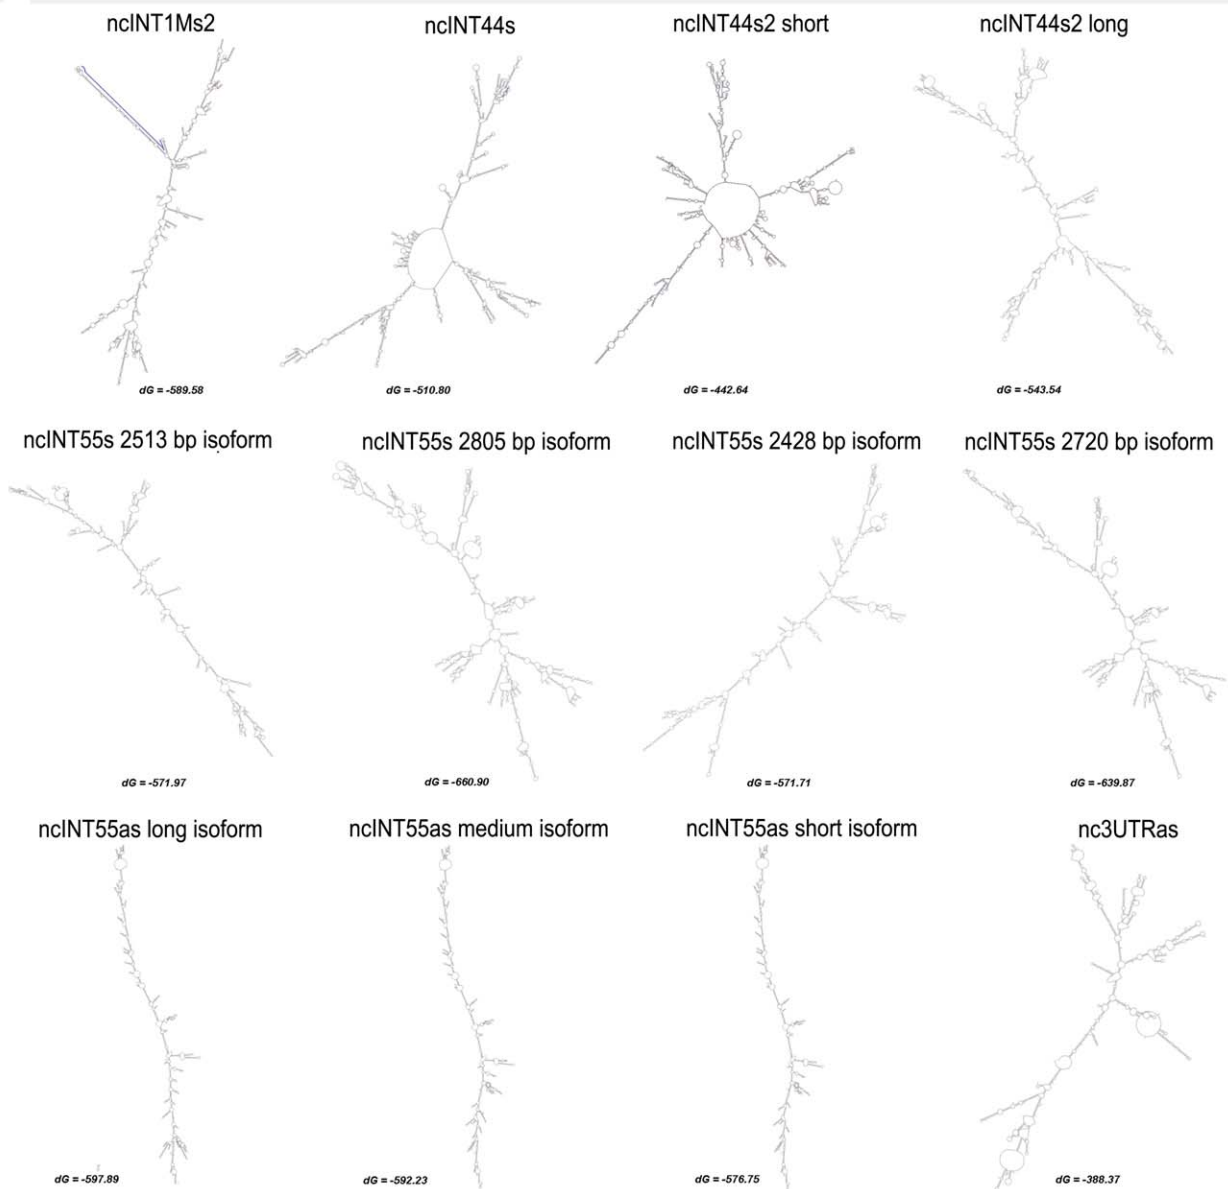 ncINT1Ms2
ncINT44s
ncINT44s2 short
ncINT44s2 long
dG = -589.58
dG = -510.80
dG = -442.64
dG = -543.54
ncINT55s 2513 bp isoform
ncINT55s 2805 bp isoform
ncINT55s 2428 bp isoform
ncINT55s 2720 bp isoform
dG = -571.97
dG = -660.90
dG = -571.71
dG = -639.87
ncINT55as long isoform
ncINT55as medium isoform
ncINT55as short isoform
nc3UTRas
dG = -597.89
dG = -592.23
dG = -576.75
dG = -388.37